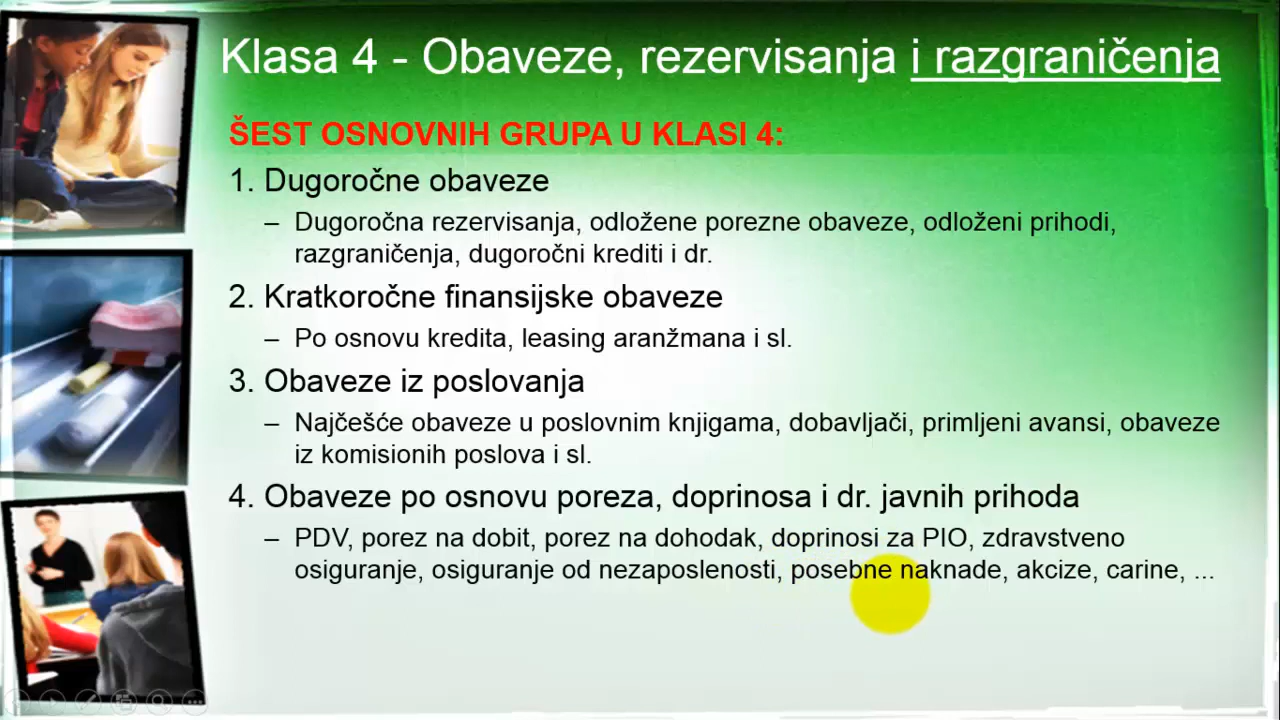 Klasa 4 - Obaveze, rezervisanja i razgraničenja
ŠEST OSNOVNIH GRUPA U KLASI 4:
1. Dugoročne obaveze
– Dugoročna rezervisanja, odložene porezne obaveze, odloženi prihodi,
razgraničenja, dugoročni krediti i dr.
2. Kratkoročne finansijske obaveze
– Po osnovu kredita, leasing aranžmana i sl.
3. Obaveze iz poslovanja
– Najčešće obaveze u poslovnim knjigama, dobavljači, primljeni avansi, obaveze
iz komisionih poslova i sl.
4. Obaveze po osnovu poreza, doprinosa i dr. javnih prihoda
– PDV, porez na dobit, porez na dohodak, doprinosi za PIO, zdravstveno
osiguranje, osiguranje od nezaposlenosti, posebne naknade, akcize, carine, ...